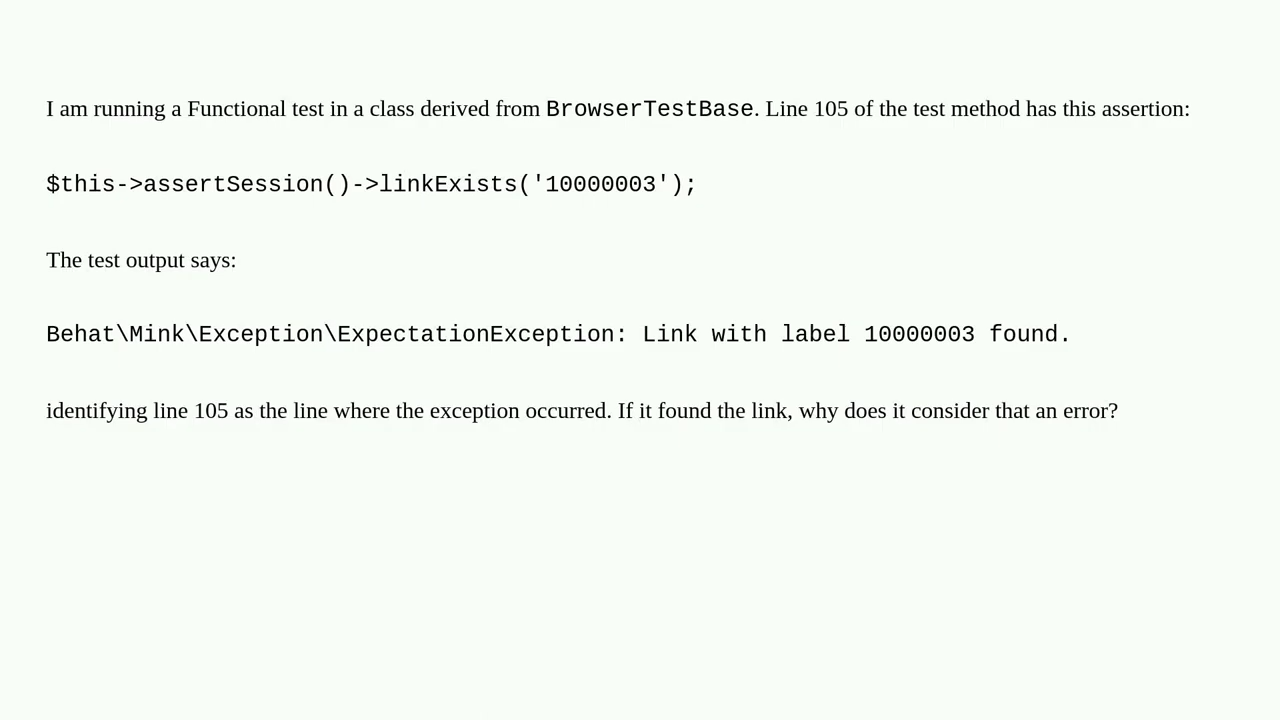 I am running a Functional test in a class derived from BrowserTestBase. Line 105 of the test method has this assertion:
$this->assertSession()->linkExists('10000003');
The test output says:
Behat\Mink\Exception\ExpectationException: Link with label 10000003 found.
identifying line 105 as the line where the exception occurred. If it found the link, why does it consider that an error?